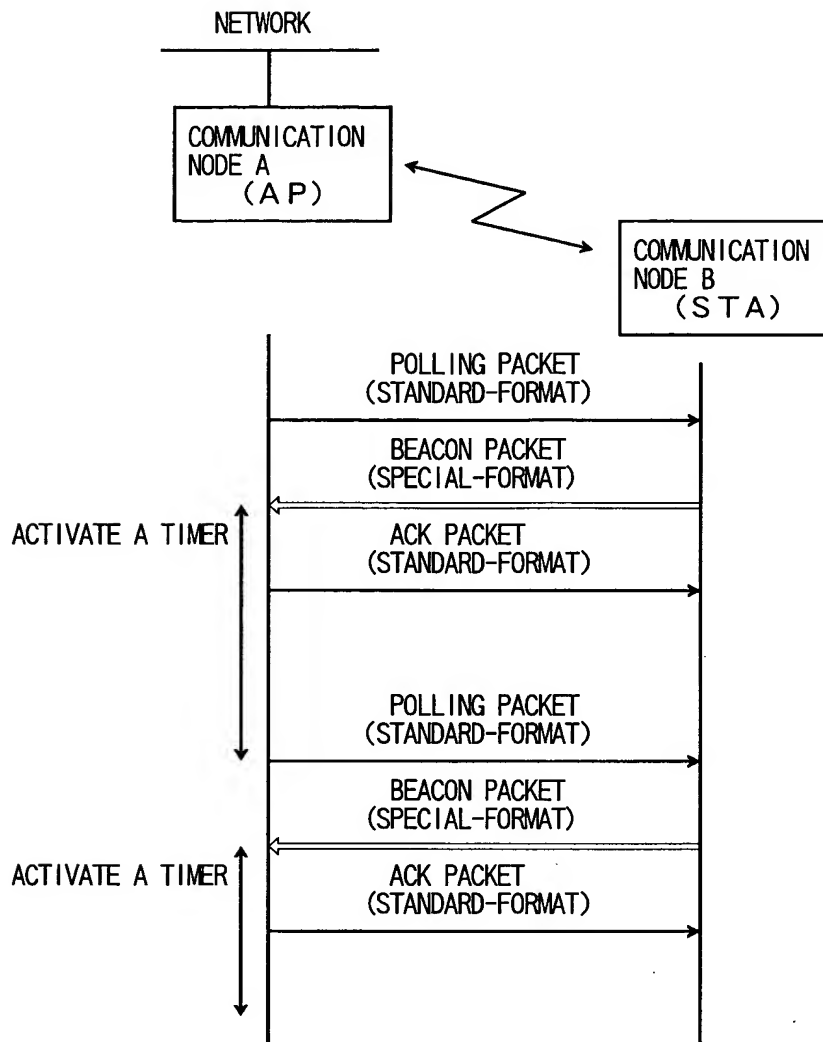 NETWORK
COMMUNICATION
NODE A
(AP)
COMMUNICATION
NODE B
(STA)
POLLING PACKET
(STANDARD-FORMAT)
BEACON PACKET
(SPECIAL-FORMAT)
ACTIVATE A TIMER
ACK PACKET
(STANDARD-FORMAT)
POLLING PACKET
(STANDARD-FORMAT)
BEACON PACKET
(SPECIAL-FORMAT)
ACTIVATE A TIMER
ACK PACKET
(STANDARD-FORMAT)